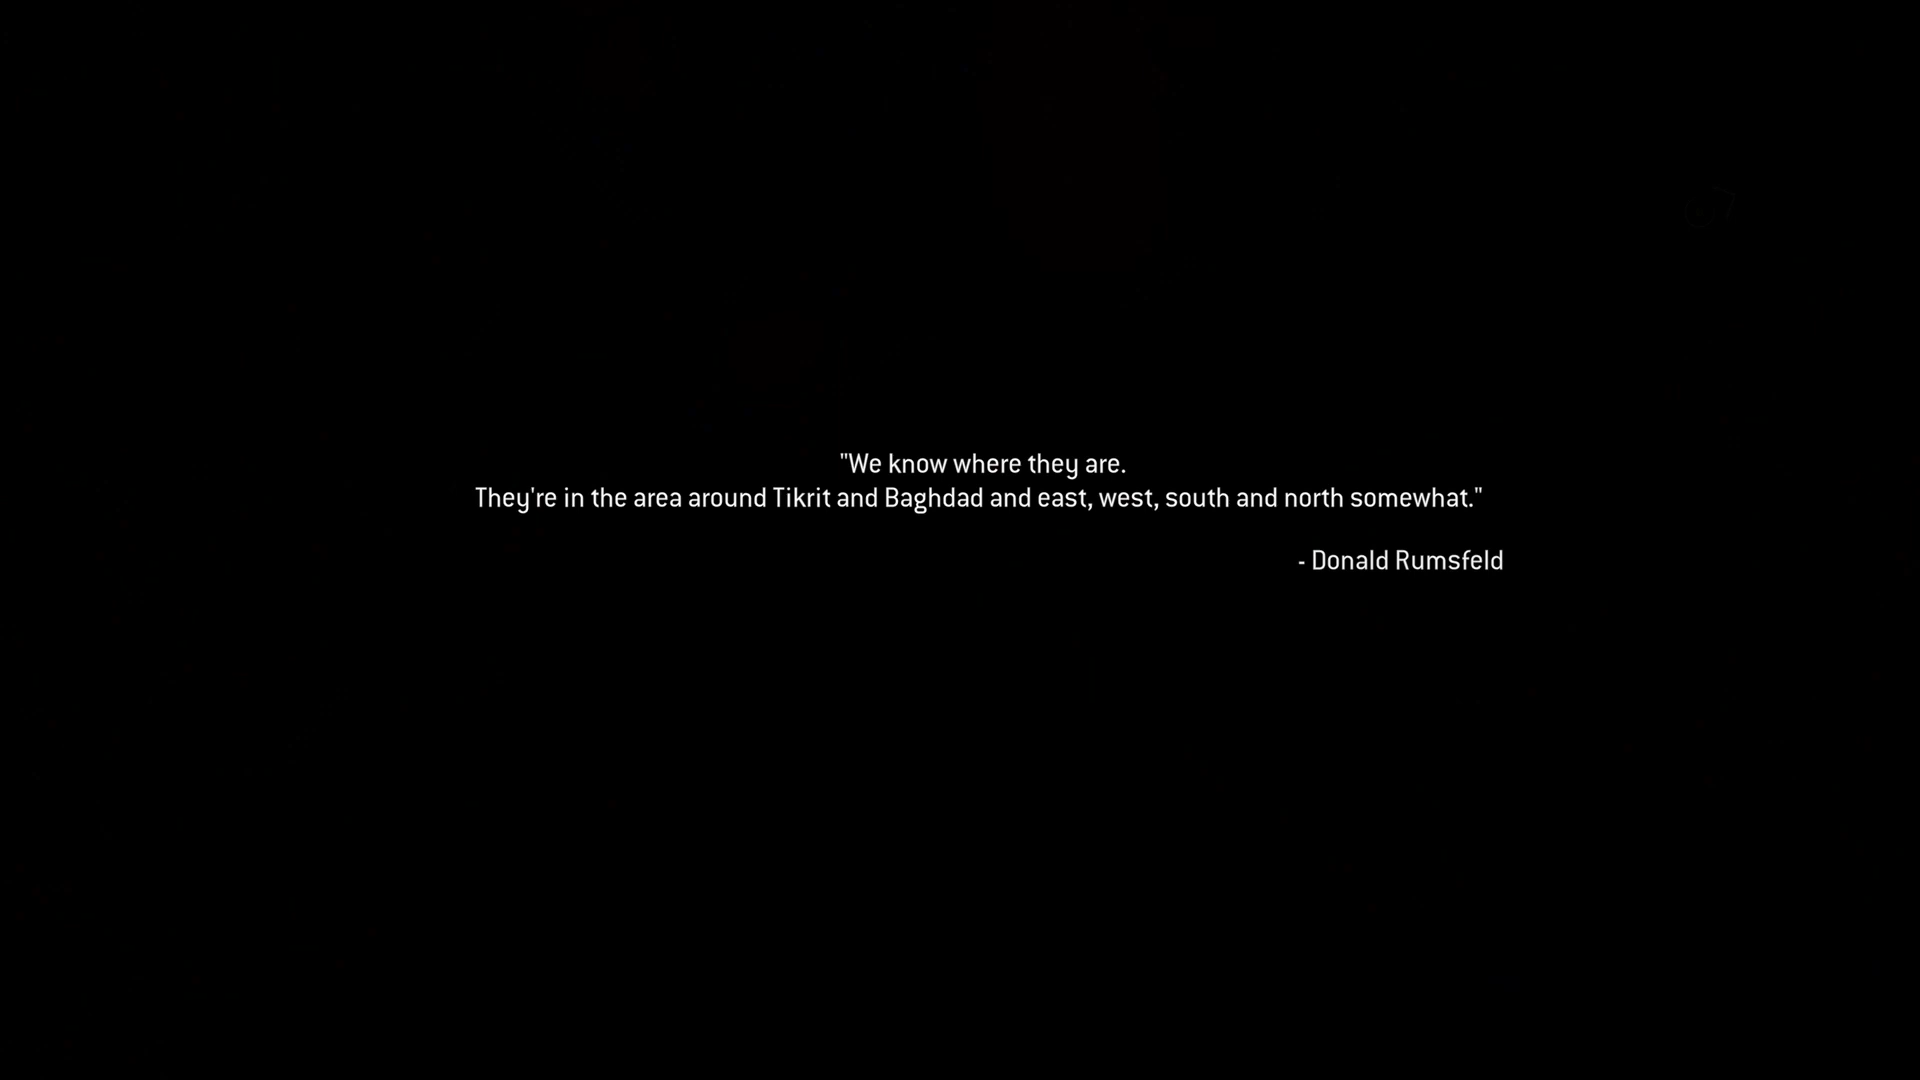 "We know where they are.
They're in the area around Tikrit and Baghdad and east, west, south and north somewhat."
- Donald Rumsfeld